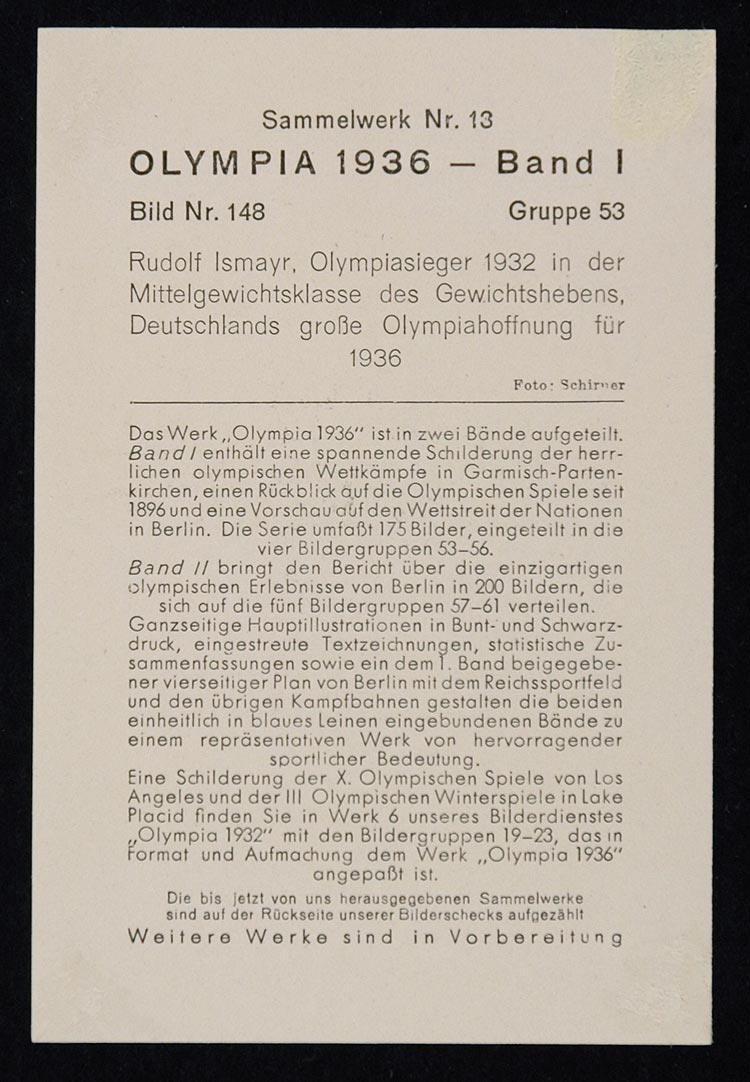 Sammelwerk Nr. 13
OLYMPIA 1936 — Band I
Bild Nr. 148 Gruppe 53
Rudolf Ismayr, Olympiasieger 1932 in der
Mittelgewichtsklasse des Gewichtshebens,
Deutschlands große Olympiahoffnung für
1936
Foto: Schirner
Das Werk „Olympia 1936“ ist in zwei Bände aufgeteilt.
Band I enthält eine spannende Schilderung der herr-
lichen olympischen Wettkämpfe in Garmisch-Parten-
kirchen, einen Rückblick auf die Olympischen Spiele seit
1896 und eine Vorschau auf den Wettstreit der Nationen
in Berlin. Die Serie umfaßt 175 Bilder, eingeteilt in die
vier Bildergruppen 53–56.
Band II bringt den Bericht über die einzigartigen
olympischen Erlebnisse von Berlin in 200 Bildern, die
sich auf die fünf Bildergruppen 57–61 verteilen.
Ganzseitige Hauptillustrationen in Bunt- und Schwarz-
druck, eingestreute Textzeichnungen, statistische Zu-
sammenfassungen sowie ein dem 1. Band beigegebe-
ner vierseitiger Plan von Berlin mit dem Reichssportfeld
und den übrigen Kampfbahnen gestalten die beiden
einheitlich in blaues Leinen eingebundenen Bände zu
einem repräsentativen Werk von hervorragender
sportlicher Bedeutung.
Eine Schilderung der X. Olympischen Spiele von Los
Angeles und der III Olympischen Winterspiele in Lake
Placid finden Sie in Werk 6 unseres Bilderdienstes
„Olympia 1932“ mit den Bildergruppen 19–23, das in
Format und Aufmachung dem Werk „Olympia 1936“
angepaßt ist.
Die bis jetzt von uns herausgegebenen Sammelwerke
sind auf der Rückseite unserer Bilderschecks aufgezählt
Weitere Werke sind in Vorbereitung